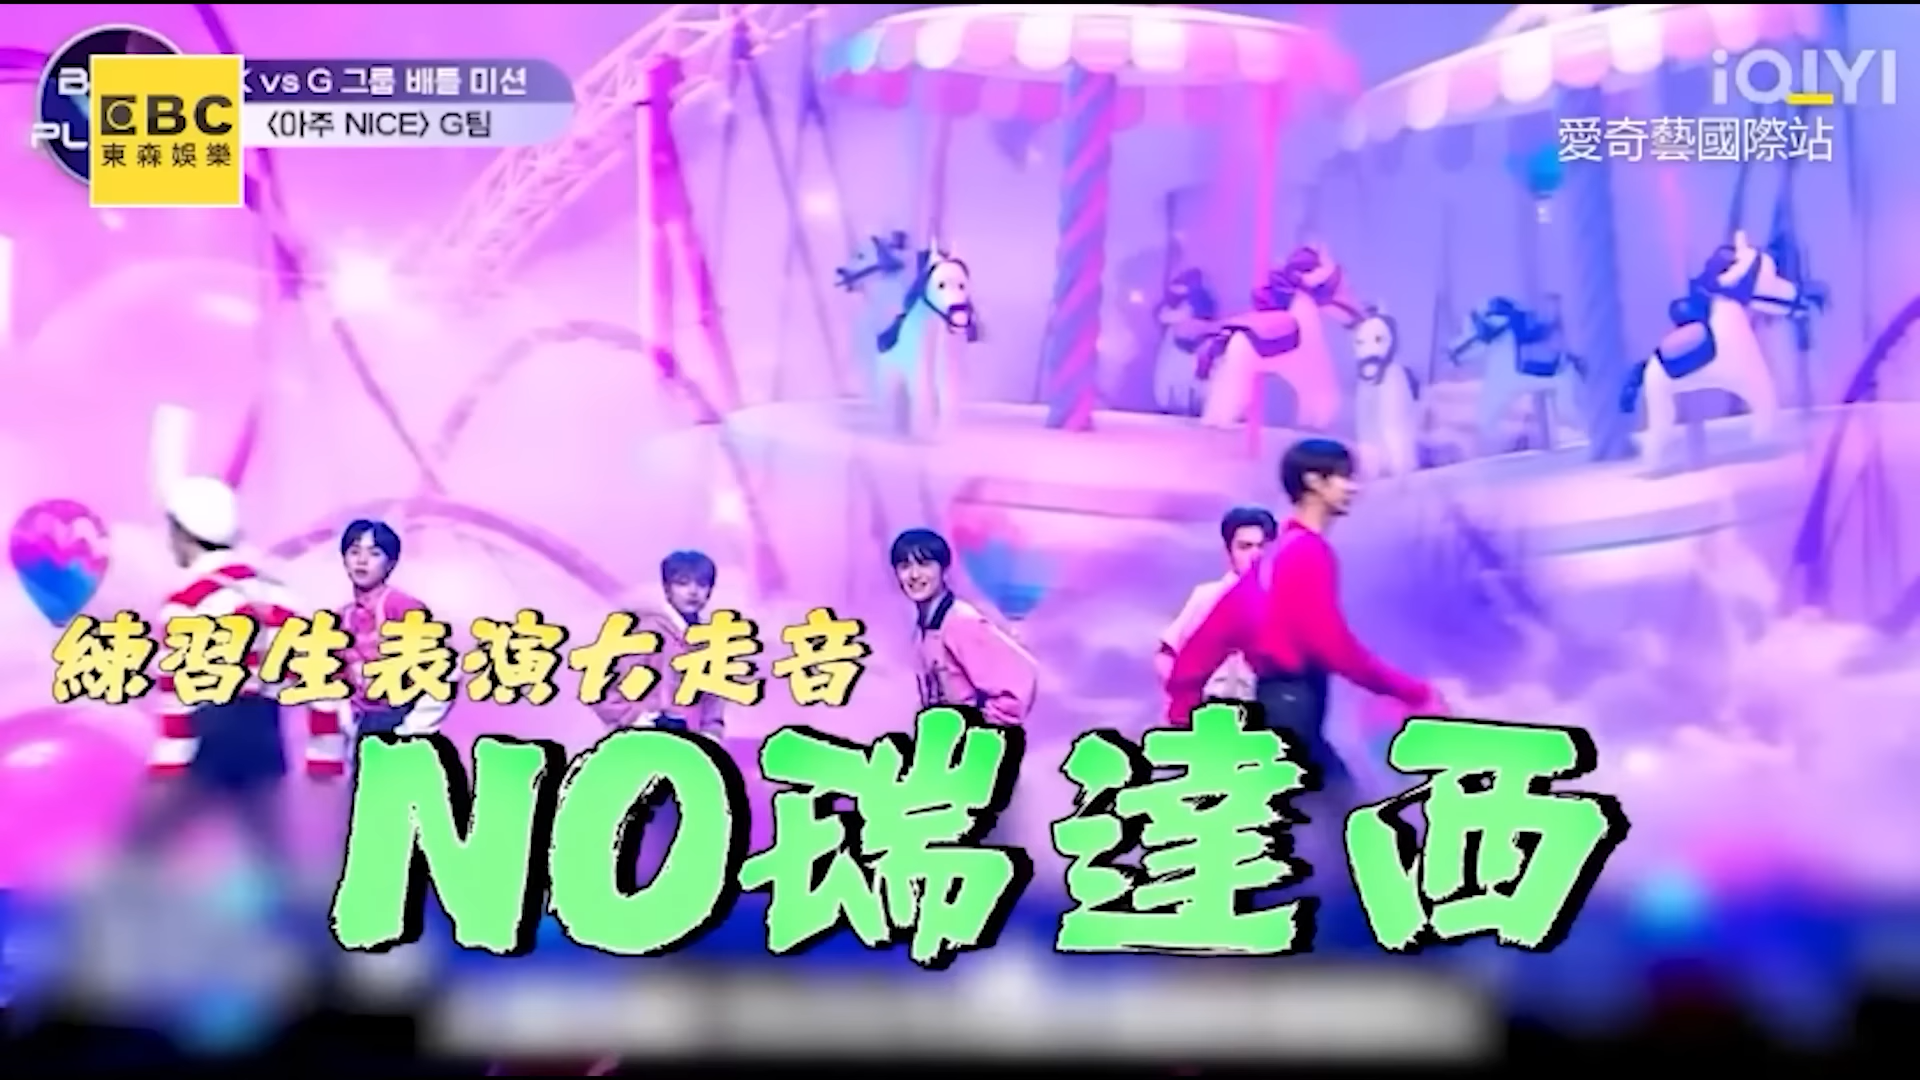 K vs G 그룹 배틀 미션
〈아주 NICE〉 G팀
EBC
東森娛樂
iQIYI
愛奇藝國際站
練習生表演大走音
NO瑞達西